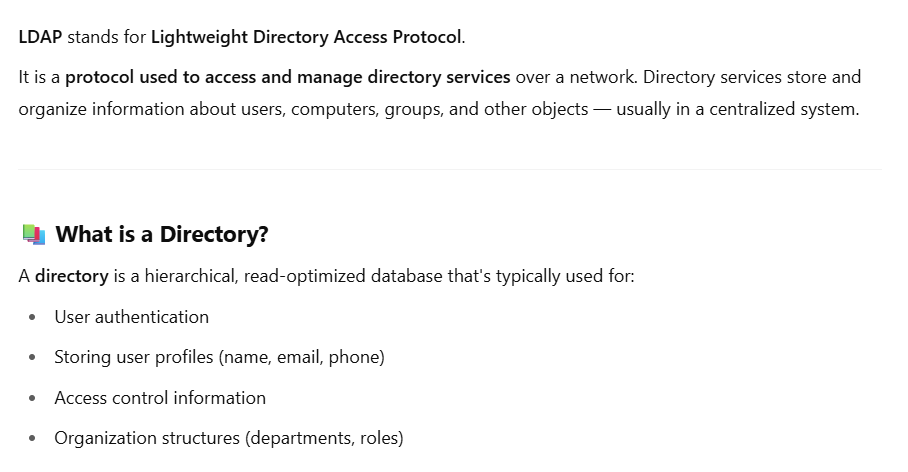 LDAP stands for Lightweight Directory Access Protocol.
It is a protocol used to access and manage directory services over a network. Directory services store and
organize information about users, computers, groups, and other objects — usually in a centralized system.
What is a Directory?
A directory is a hierarchical, read-optimized database that's typically used for:
• User authentication
• Storing user profiles (name, email, phone)
• Access control information
• Organization structures (departments, roles)